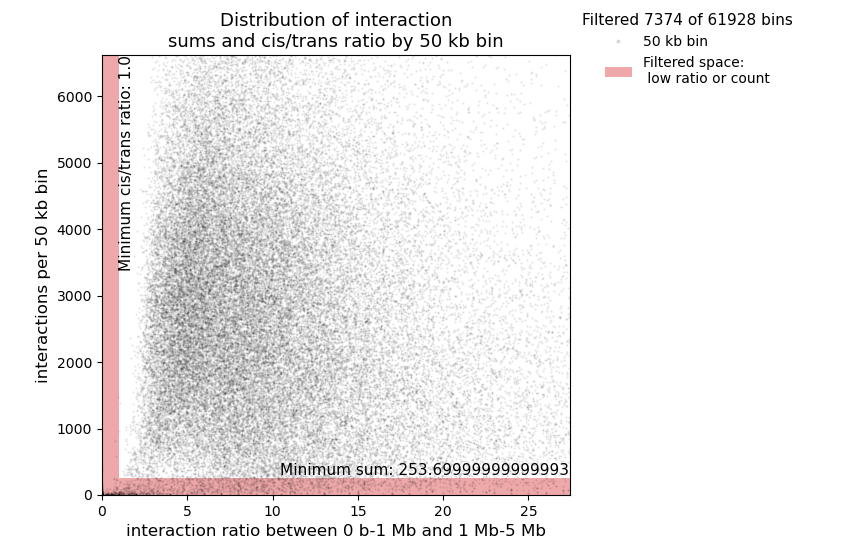 Distribution of interaction
sums and cis/trans ratio by 50 kb bin
Filtered 7374 of 61928 bins
50 kb bin
Filtered space:
low ratio or count
Minimum cis/trans ratio: 1.0
interactions per 50 kb bin
6000
5000
4000
3000
2000
1000
0
Minimum sum: 253.69999999999993
0 5 10 15 20 25
interaction ratio between 0 b-1 Mb and 1 Mb-5 Mb